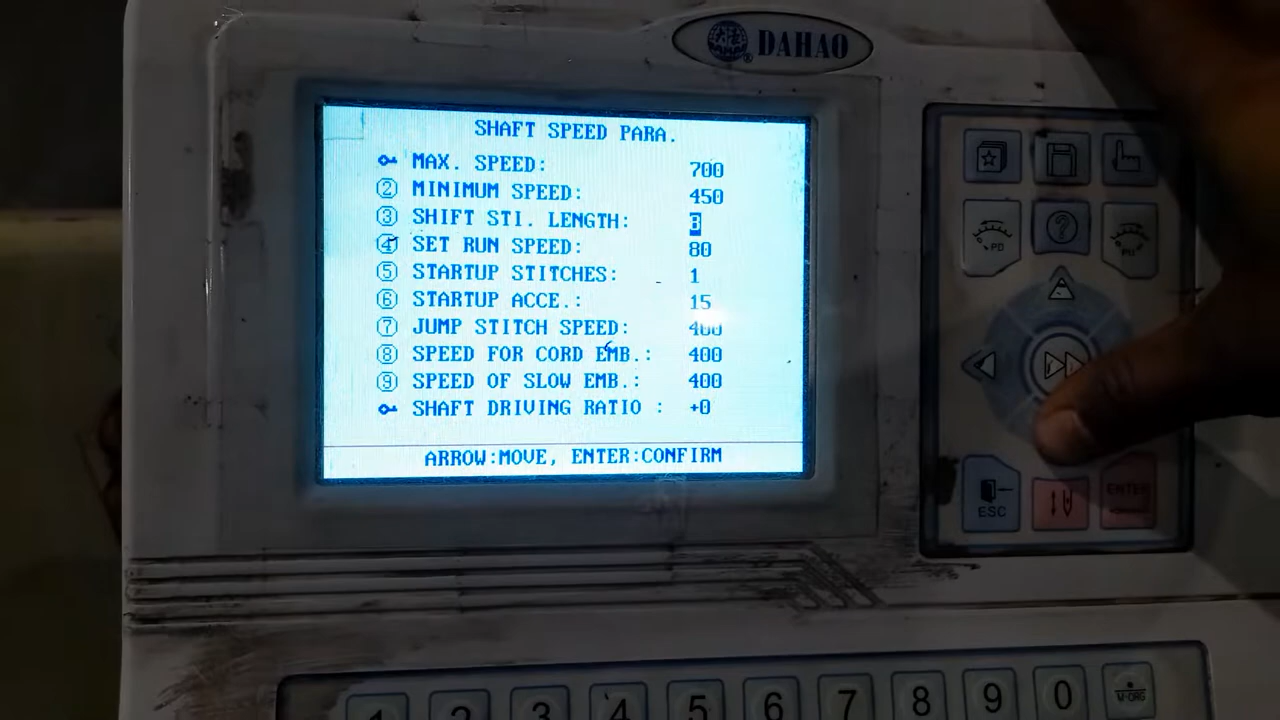 DAHAO
SHAFT SPEED PARA.
MAX. SPEED: 700
② MINIMUM SPEED: 450
③ SHIFT STI. LENGTH:
④ SET RUN SPEED: 80
⑤ STARTUP STITCHES: 1
⑥ STARTUP ACCE.: 15
⑦ JUMP STITCH SPEED: 400
⑧ SPEED FOR CORD EMB.: 400
⑨ SPEED OF SLOW EMB.: 400
SHAFT DRIVING RATIO : +0
ARROW:MOVE, ENTER:CONFIRM
PD
?
ESC
ENTER
1 2 3 4 5 6 7 8 9 0